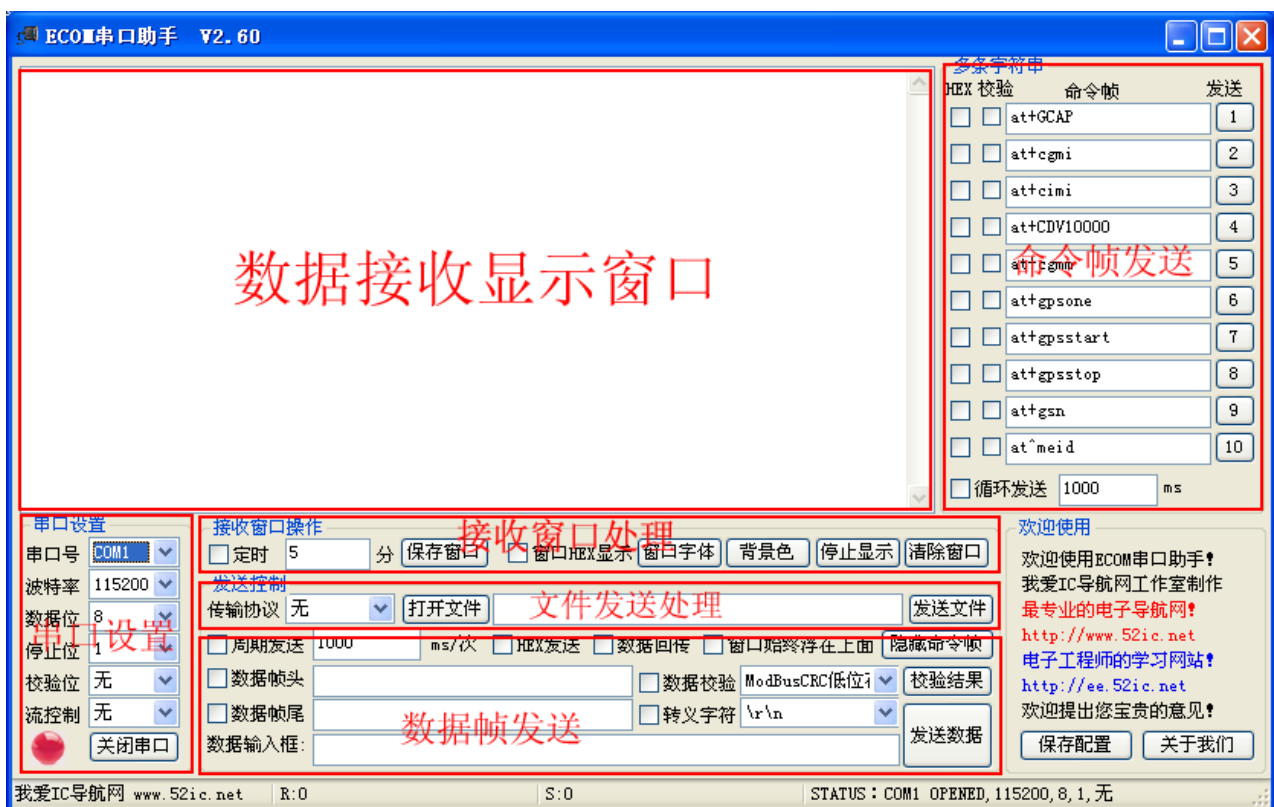 ECOM串口助手 V2.60
数据接收显示窗口
多条字符串
HEX 校验 命令帧 发送
at+GCAP 1
at+cgmi 2
at+cimi 3
at+CDV10000 4
at+cgmm 5
命令帧发送
at+gpsone 6
at+gpsstart 7
at+gpsstop 8
at+gsn 9
at^meid 10
循环发送 1000 ms
串口设置
串口号 COM1
波特率 115200
数据位 8
串口设置
停止位 1
校验位 无
流控制 无
关闭串口
接收窗口操作
接收窗口处理
定时 5 分 保存窗口 窗口HEX显示 窗口字体 背景色 停止显示 清除窗口
发送控制
传输协议 无 打开文件 文件发送处理 发送文件
周期发送 1000 ms/次 HEX发送 数据回传 窗口始终浮在上面 隐藏命令帧
数据帧头 数据校验 ModBusCRC低位 校验结果
数据帧尾 转义字符 \r\n
数据帧发送
数据输入框: 发送数据
欢迎使用
欢迎使用ECOM串口助手!
我爱IC导航网工作室制作
最专业的电子导航网!
http://www.52ic.net
电子工程师的学习网站!
http://ee.52ic.net
欢迎提出您宝贵的意见!
保存配置 关于我们
我爱IC导航网 www.52ic.net R:0 S:0 STATUS:COM1 OPENED,115200,8,1,无